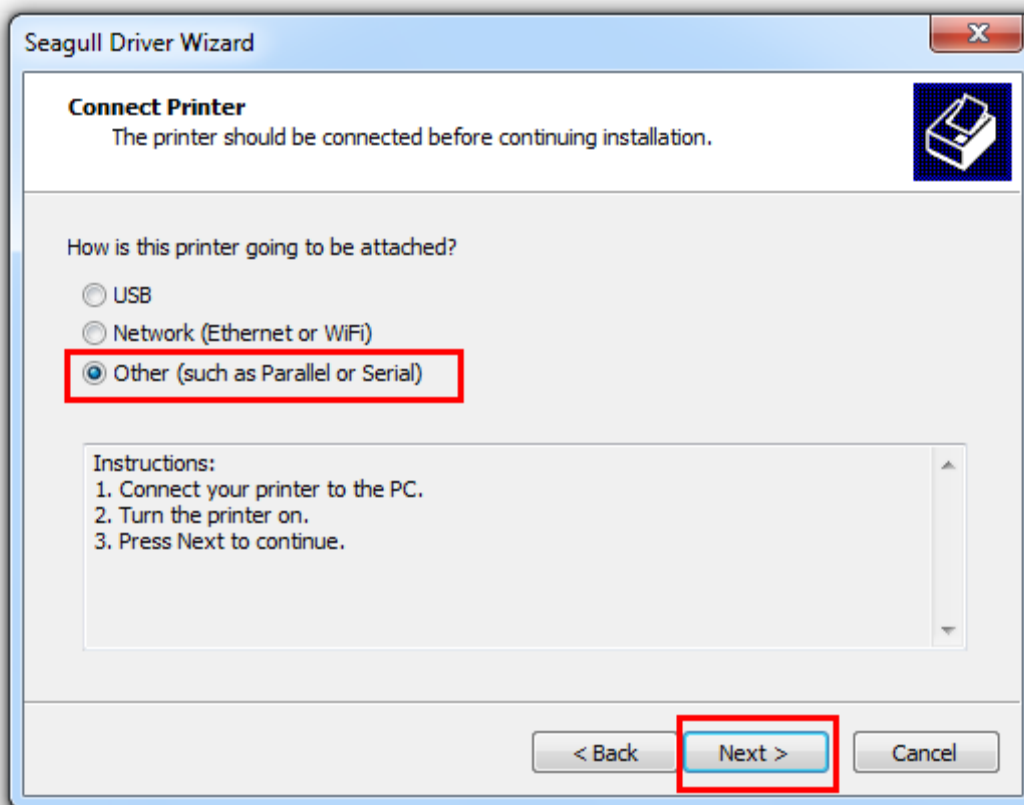 Seagull Driver Wizard
Connect Printer
The printer should be connected before continuing installation.
How is this printer going to be attached?
USB
Network (Ethernet or WiFi)
Other (such as Parallel or Serial)
Instructions:
1. Connect your printer to the PC.
2. Turn the printer on.
3. Press Next to continue.
< Back Next > Cancel